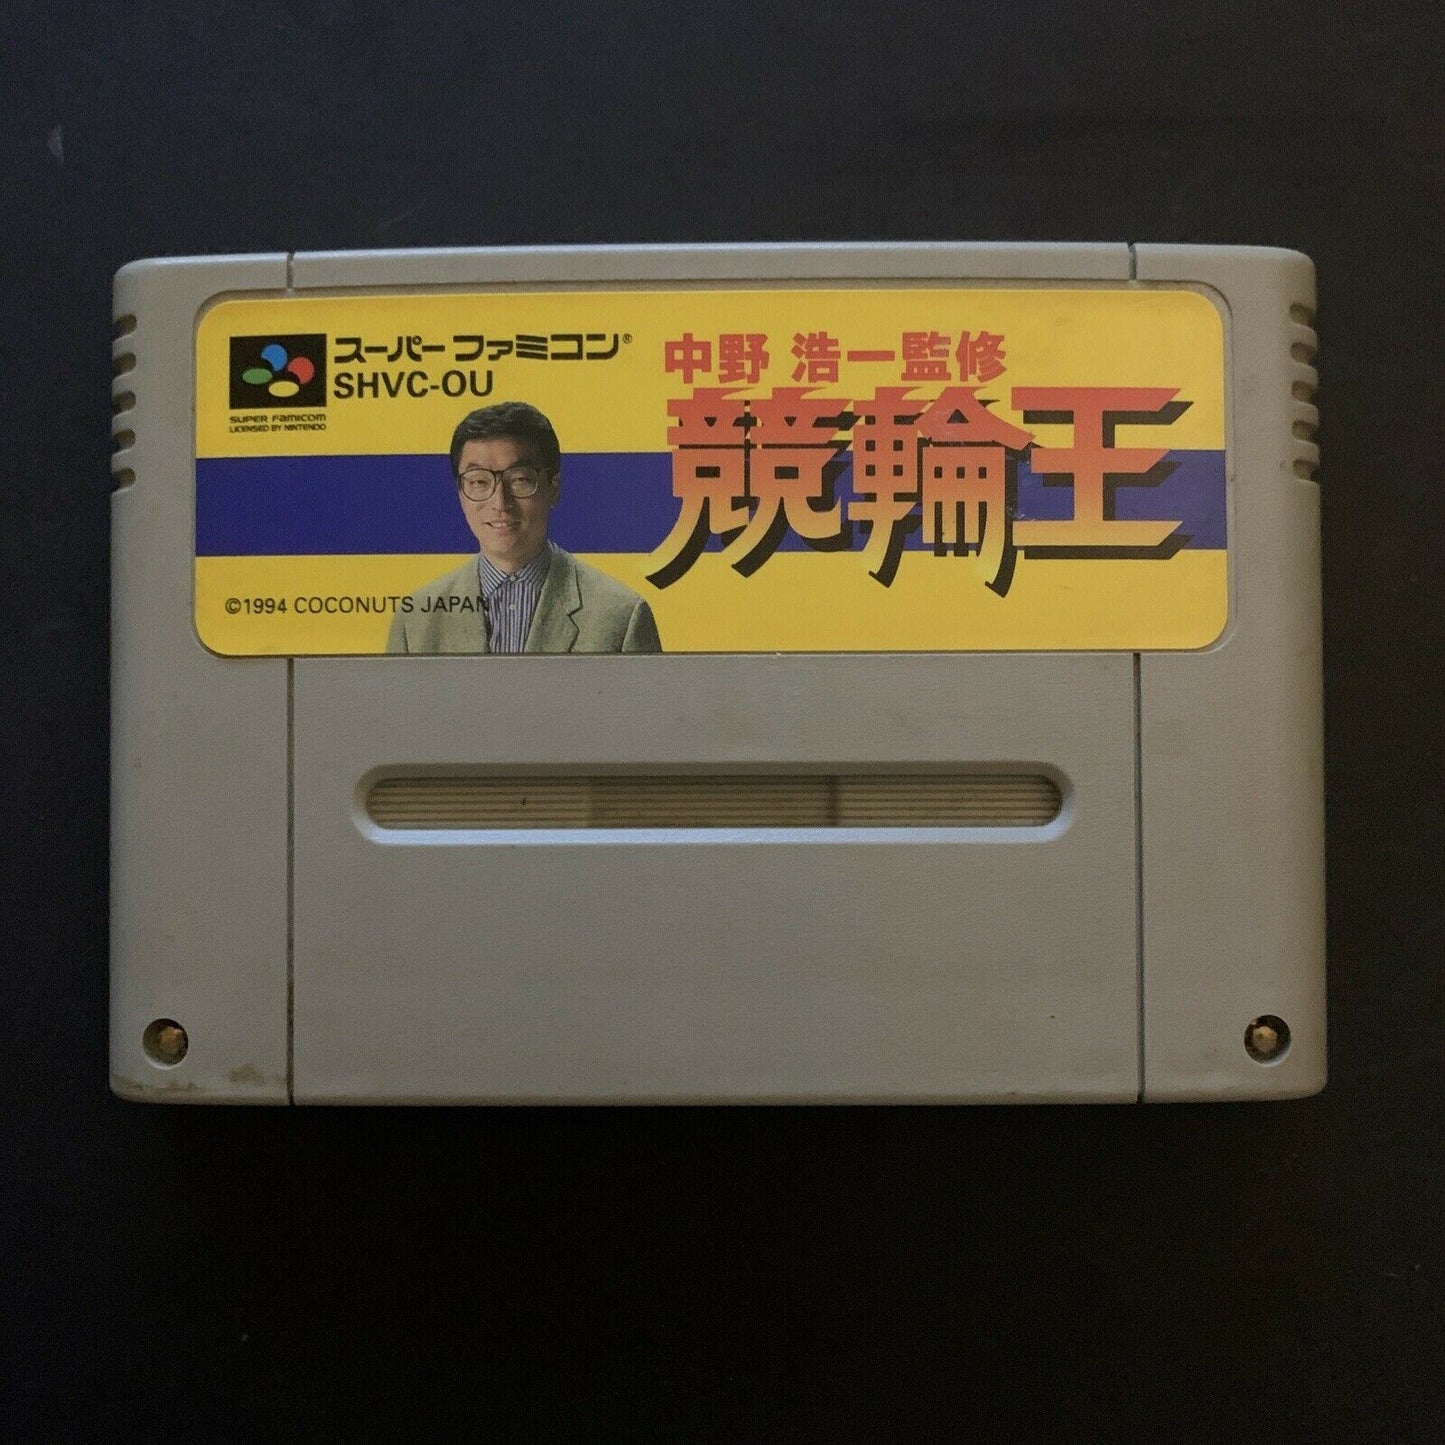 スーパーファミコン®
SHVC-OU
SUPER FAMICOM
LICENSED BY NINTENDO
中野 浩一監修
競輪王
©1994 COCONUTS JAPAN